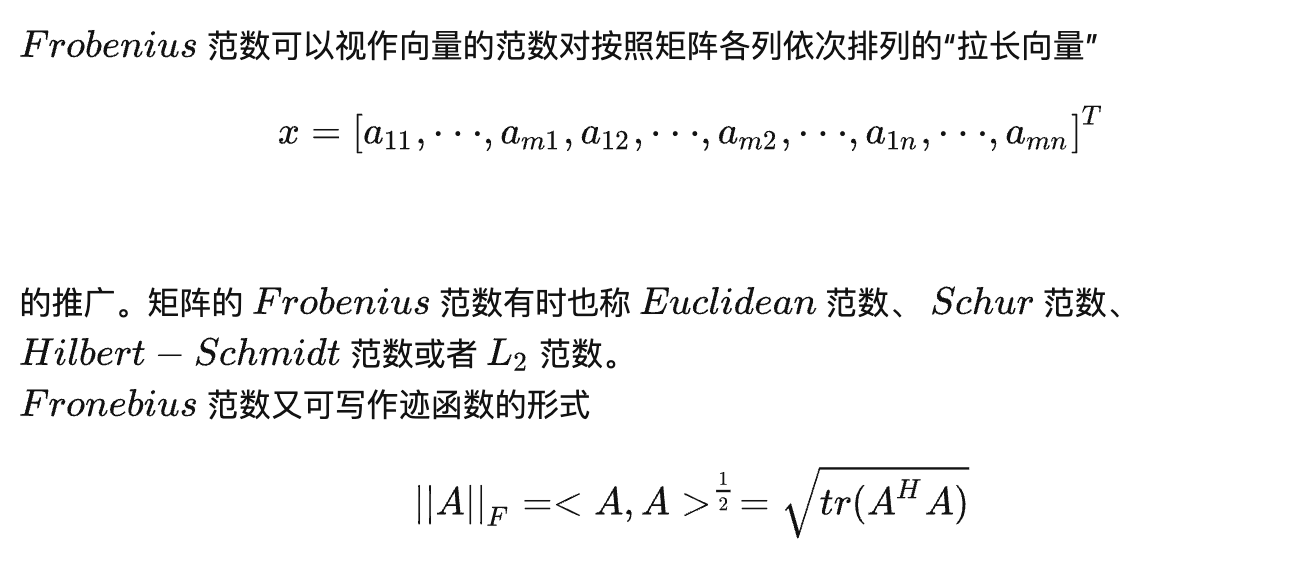 Frobenius 范数可以视作向量的范数对按照矩阵各列依次排列的“拉长向量”
x = [a_{11}, ···, a_{m1}, a_{12}, ···, a_{m2}, ···, a_{1n}, ···, a_{mn}]^T
的推广。矩阵的 Frobenius 范数有时也称 Euclidean 范数、 Schur 范数、
Hilbert − Schmidt 范数或者 L_2 范数。
Fronebius 范数又可写作迹函数的形式
||A||_F =< A, A >^{\frac{1}{2}} = \sqrt{tr(A^H A)}